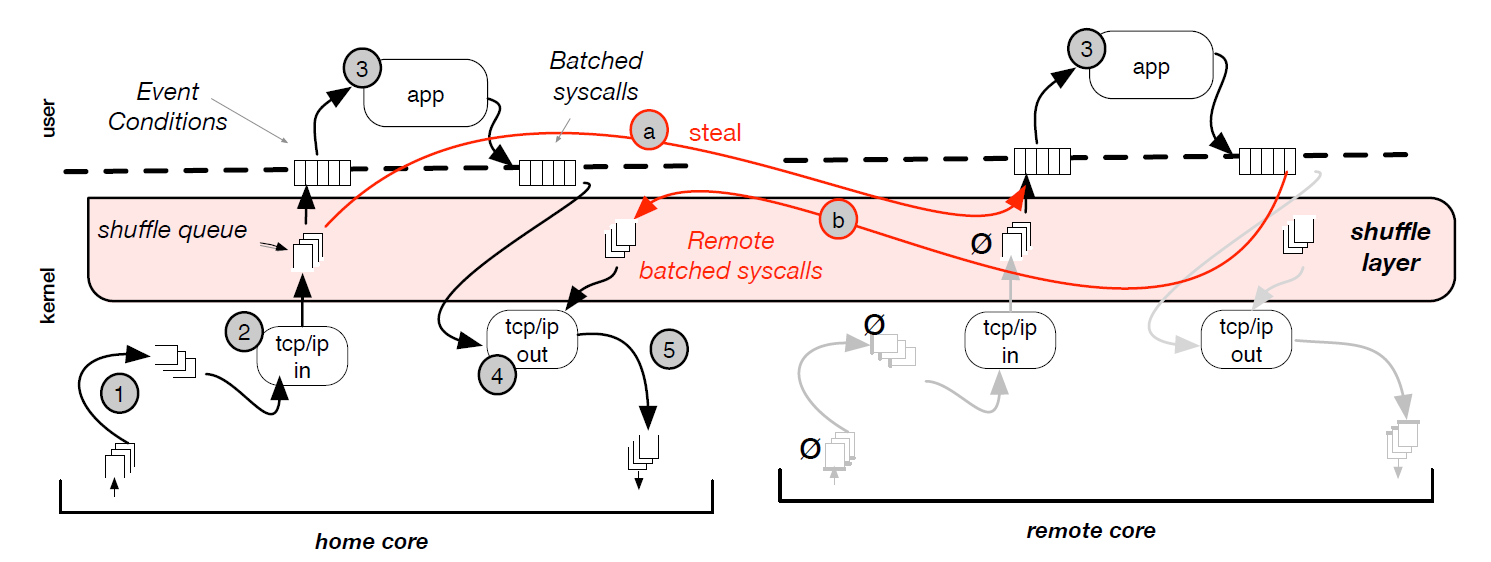 user
kernel
Event
Conditions
3
app
Batched
syscalls
a
steal
3
app
shuffle queue
Remote
batched syscalls
b
Ø
shuffle
layer
1
2
tcp/ip
in
tcp/ip
out
4
5
Ø
Ø
tcp/ip
in
tcp/ip
out
home core
remote core